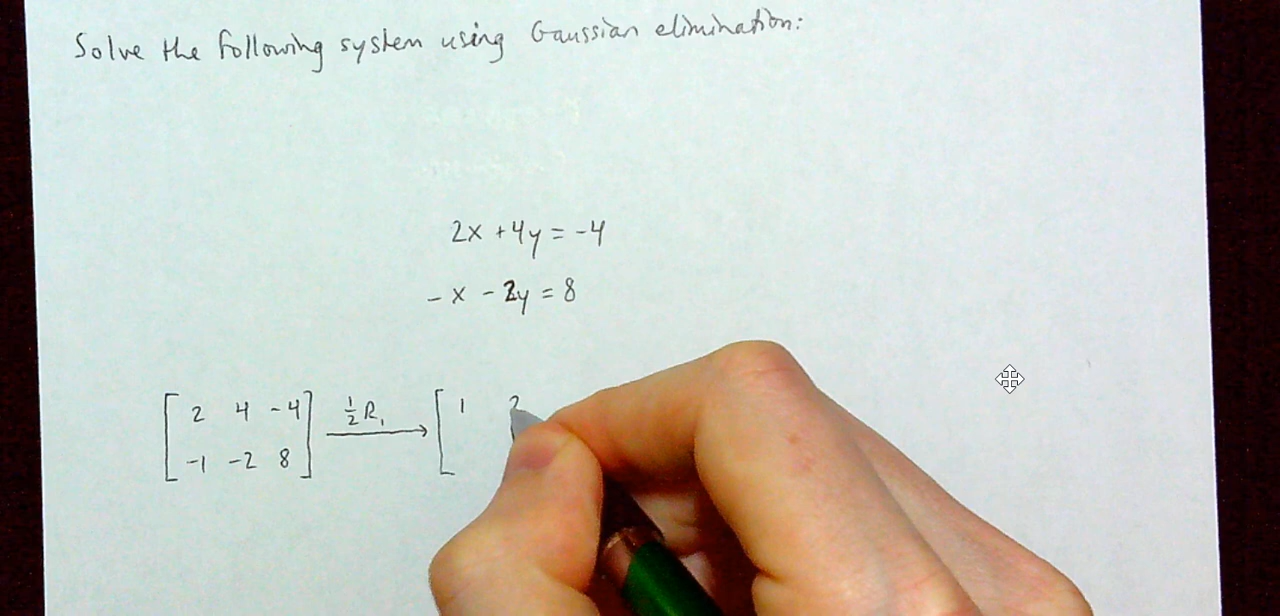 Solve the following system using Gaussian elimination:
2x + 4y = -4
- x - 2y = 8
[ 2 4 -4 ] ½R₁ → [ 1 2
[ -1 -2 8 ]